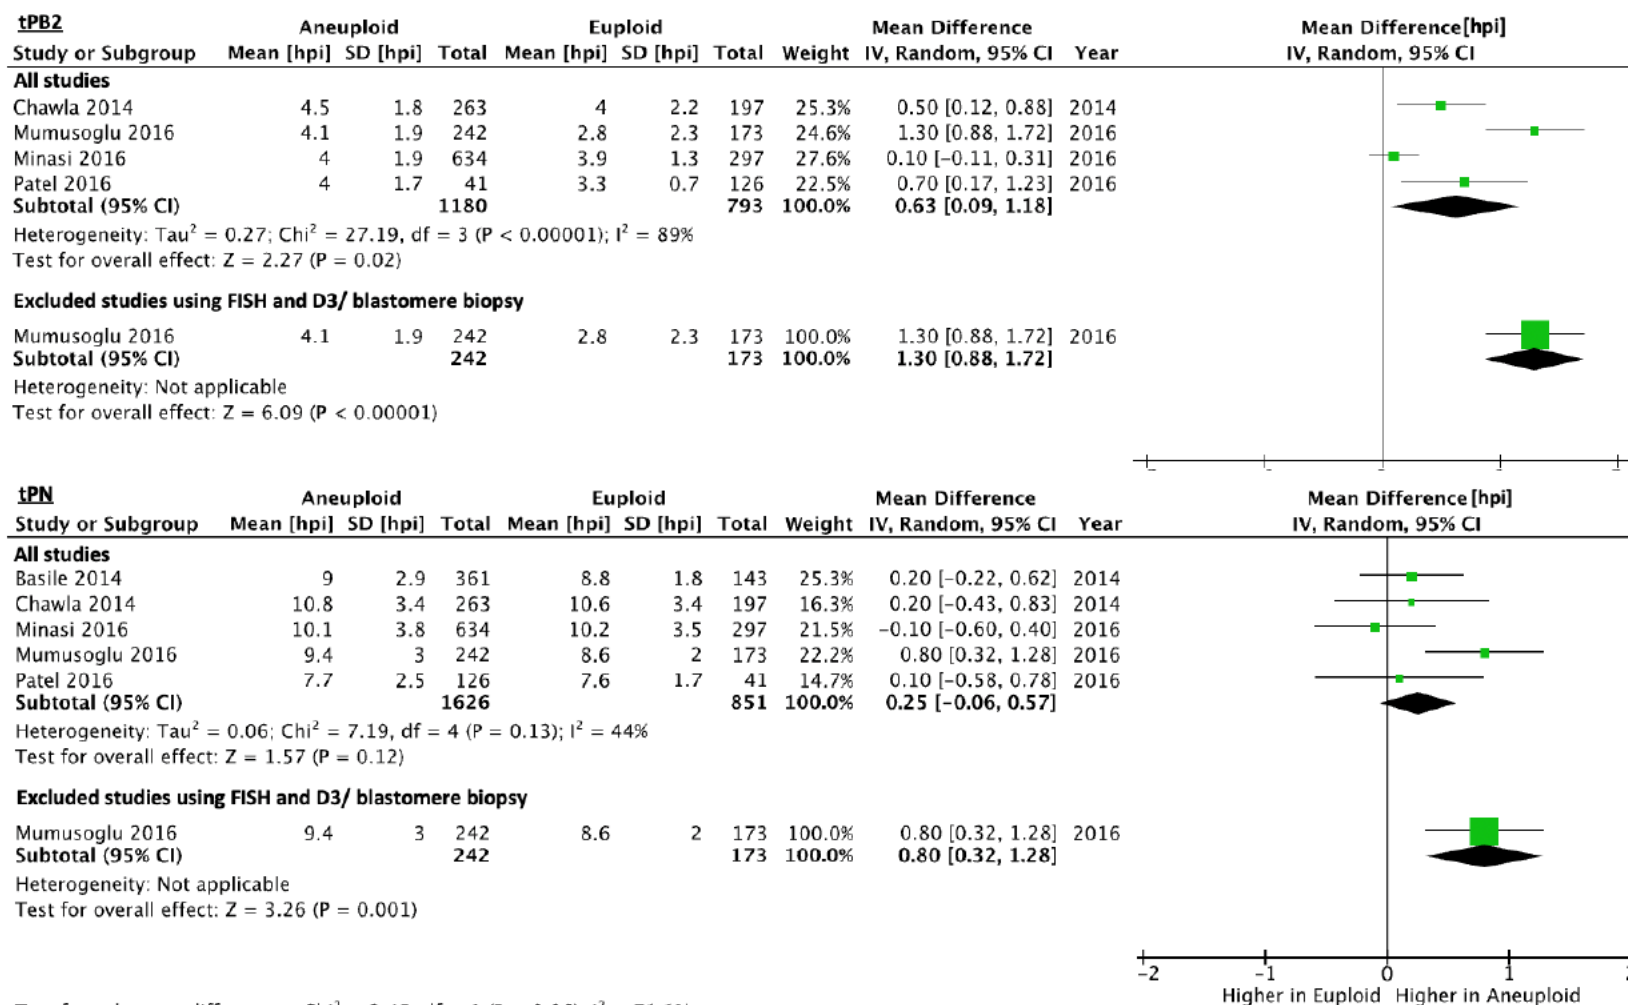 tPB2 Aneuploid Euploid Mean Difference Mean Difference[hpi]
Study or Subgroup Mean [hpi] SD [hpi] Total Mean [hpi] SD [hpi] Total Weight IV, Random, 95% CI Year IV, Random, 95% CI
All studies
Chawla 2014 4.5 1.8 263 4 2.2 197 25.3% 0.50 [0.12, 0.88] 2014
Mumusoglu 2016 4.1 1.9 242 2.8 2.3 173 24.6% 1.30 [0.88, 1.72] 2016
Minasi 2016 4 1.9 634 3.9 1.3 297 27.6% 0.10 [−0.11, 0.31] 2016
Patel 2016 4 1.7 41 3.3 0.7 126 22.5% 0.70 [0.17, 1.23] 2016
Subtotal (95% CI) 1180 793 100.0% 0.63 [0.09, 1.18]
Heterogeneity: Tau² = 0.27; Chi² = 27.19, df = 3 (P < 0.00001); I² = 89%
Test for overall effect: Z = 2.27 (P = 0.02)
Excluded studies using FISH and D3/ blastomere biopsy
Mumusoglu 2016 4.1 1.9 242 2.8 2.3 173 100.0% 1.30 [0.88, 1.72] 2016
Subtotal (95% CI) 242 173 100.0% 1.30 [0.88, 1.72]
Heterogeneity: Not applicable
Test for overall effect: Z = 6.09 (P < 0.00001)
tPN Aneuploid Euploid Mean Difference Mean Difference[hpi]
Study or Subgroup Mean [hpi] SD [hpi] Total Mean [hpi] SD [hpi] Total Weight IV, Random, 95% CI Year IV, Random, 95% CI
All studies
Basile 2014 9 2.9 361 8.8 1.8 143 25.3% 0.20 [−0.22, 0.62] 2014
Chawla 2014 10.8 3.4 263 10.6 3.4 197 16.3% 0.20 [−0.43, 0.83] 2014
Minasi 2016 10.1 3.8 634 10.2 3.5 297 21.5% −0.10 [−0.60, 0.40] 2016
Mumusoglu 2016 9.4 3 242 8.6 2 173 22.2% 0.80 [0.32, 1.28] 2016
Patel 2016 7.7 2.5 126 7.6 1.7 41 14.7% 0.10 [−0.58, 0.78] 2016
Subtotal (95% CI) 1626 851 100.0% 0.25 [−0.06, 0.57]
Heterogeneity: Tau² = 0.06; Chi² = 7.19, df = 4 (P = 0.13); I² = 44%
Test for overall effect: Z = 1.57 (P = 0.12)
Excluded studies using FISH and D3/ blastomere biopsy
Mumusoglu 2016 9.4 3 242 8.6 2 173 100.0% 0.80 [0.32, 1.28] 2016
Subtotal (95% CI) 242 173 100.0% 0.80 [0.32, 1.28]
Heterogeneity: Not applicable
Test for overall effect: Z = 3.26 (P = 0.001)
−2 −1 0 1
Higher in Euploid Higher in Aneuploid